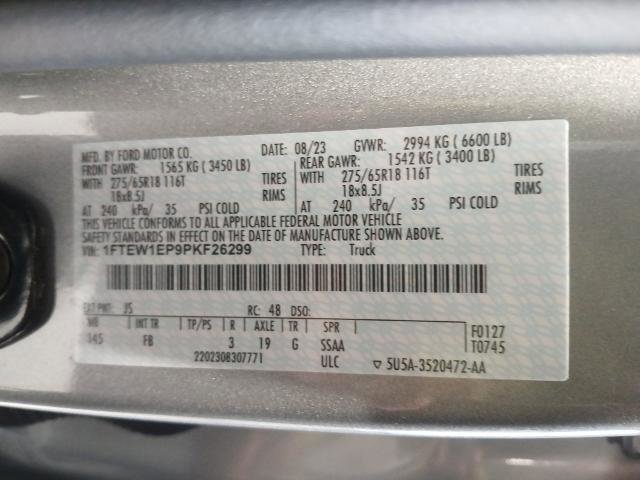 MFD. BY FORD MOTOR CO. DATE: 08/23 GVWR: 2994 KG ( 6600 LB)
FRONT GAWR: 1565 KG ( 3450 LB) REAR GAWR: 1542 KG ( 3400 LB)
WITH 275/65R18 116T TIRES WITH 275/65R18 116T TIRES
18x8.5J RIMS 18x8.5J RIMS
AT 240 kPa/ 35 PSI COLD AT 240 kPa/ 35 PSI COLD
THIS VEHICLE CONFORMS TO ALL APPLICABLE FEDERAL MOTOR VEHICLE
SAFETY STANDARDS IN EFFECT ON THE DATE OF MANUFACTURE SHOWN ABOVE.
VIN: 1FTEW1EP9PKF26299 TYPE: Truck
EXT PNT: JS RC: 48 DSO:
WB INT TR TP/PS R AXLE TR SPR F0127
145 FB 3 19 G SSAA T0745
2202308307771 ULC ▽ 5U5A-3520472-AA